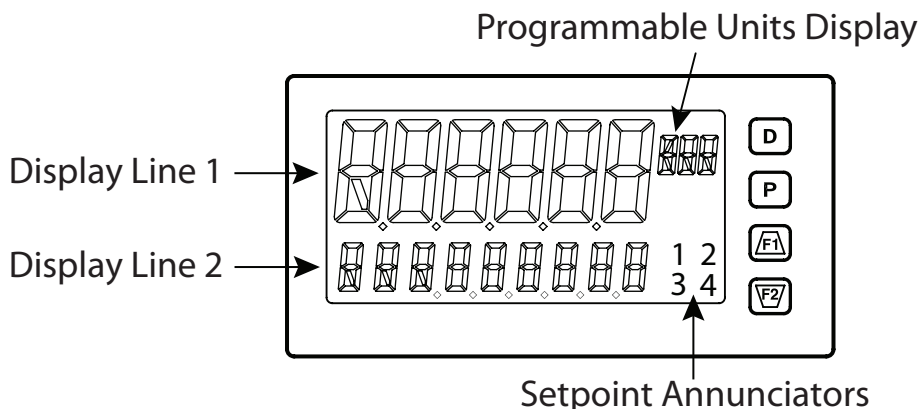 Programmable Units Display
D
Display Line 1
P
F1
Display Line 2
1 2
3 4
F2
Setpoint Annunciators